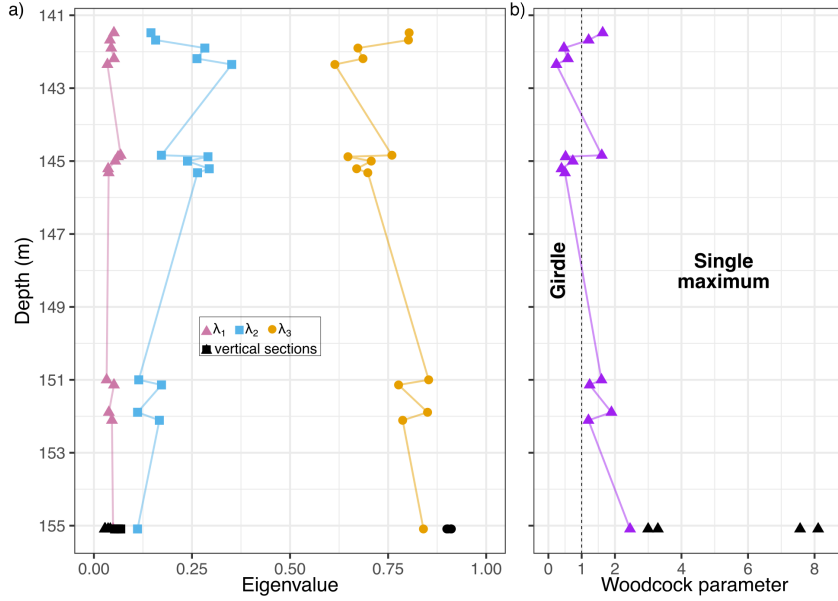 a)
b)
141
143
145
147
149
151
153
155
Depth (m)
λ1 λ2 λ3
vertical sections
0.00 0.25 0.50 0.75 1.00
Eigenvalue
Girdle
Single
maximum
0 1 2 4 6 8
Woodcock parameter